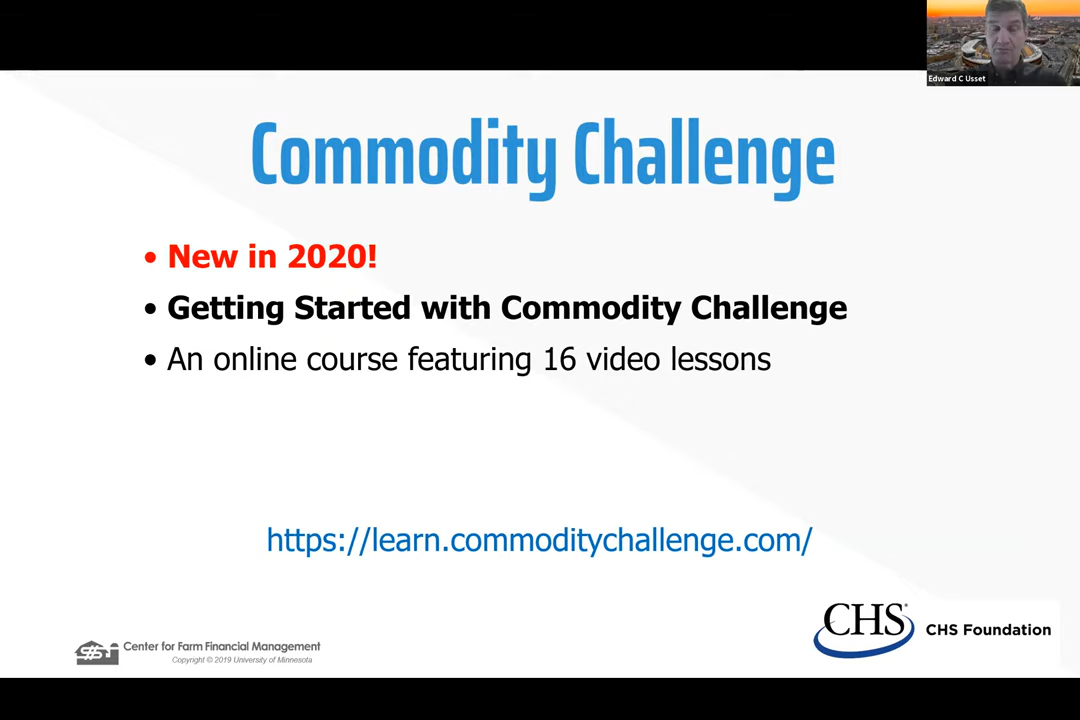 Edward C Usset
Commodity Challenge
• New in 2020!
• Getting Started with Commodity Challenge
• An online course featuring 16 video lessons
https://learn.commoditychallenge.com/
Center for Farm Financial Management
Copyright © 2019 University of Minnesota
CHS®
CHS Foundation